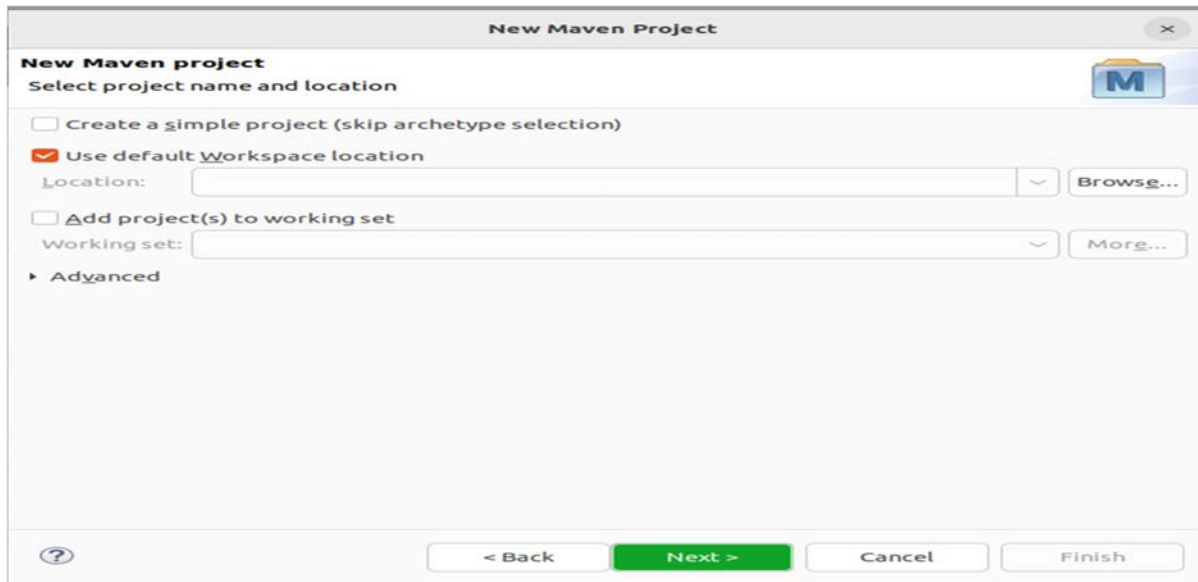 New Maven Project
New Maven project
Select project name and location
M
Create a simple project (skip archetype selection)
Use default Workspace location
Location:
Browse...
Add project(s) to working set
Working set:
More...
Advanced
?
< Back
Next >
Cancel
Finish